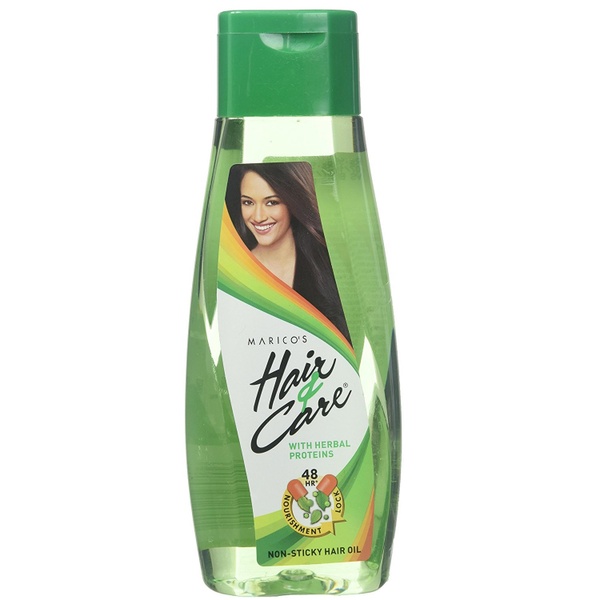 MARICO'S
Hair
&
Care®
WITH HERBAL
PROTEINS
48
HR*
NOURISHMENT LOCK
NON-STICKY HAIR OIL